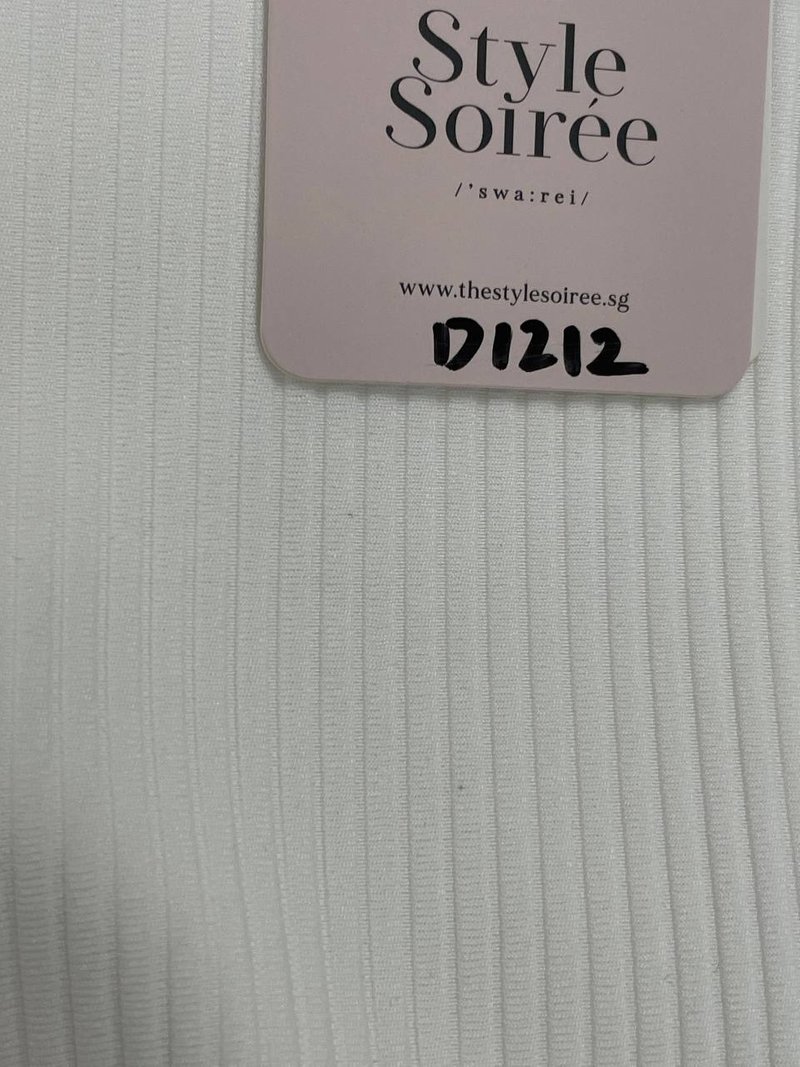 Style
Soirée
/'swa:rei/
www.thestylesoiree.sg
D1212